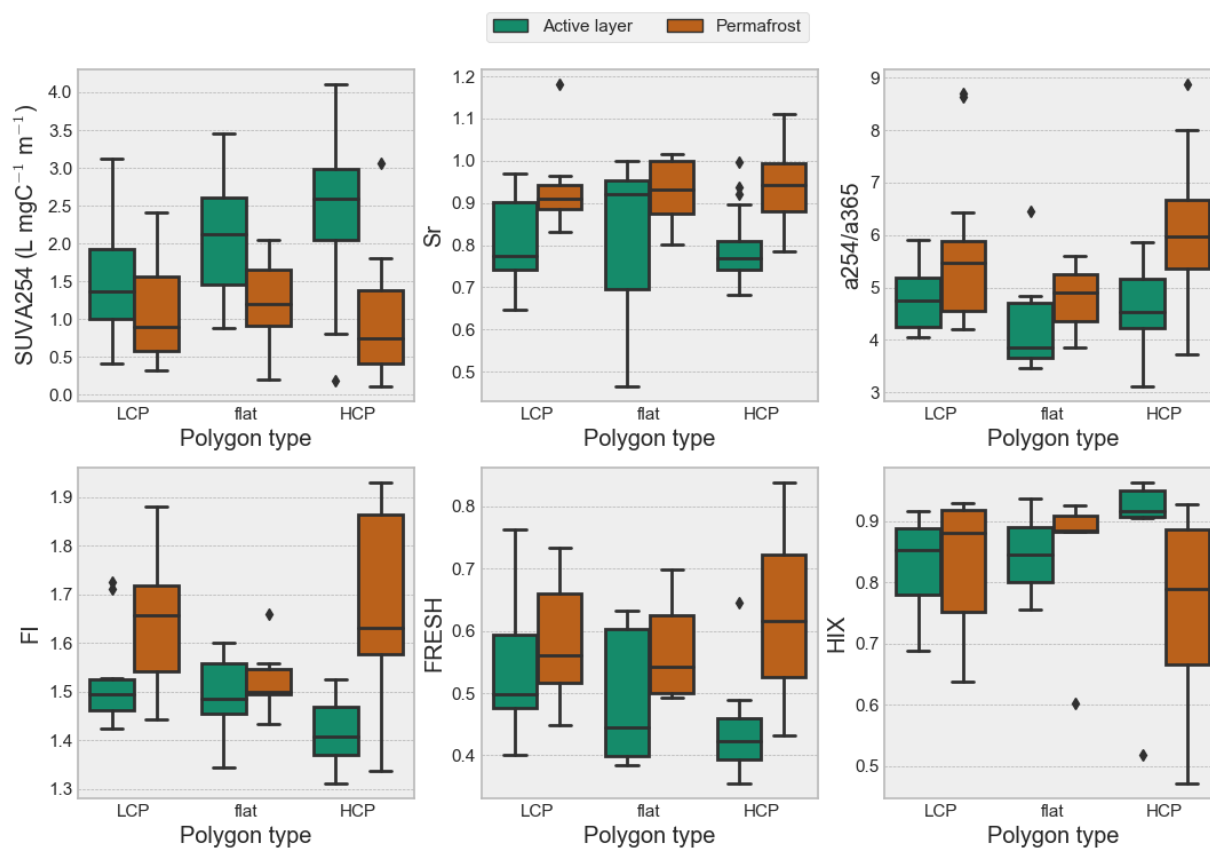 Active layer Permafrost
4.0
3.5
3.0
2.5
2.0
1.5
1.0
0.5
0.0
SUVA254 (L mgC⁻¹ m⁻¹ )
LCP flat HCP
Polygon type
1.2
1.1
1.0
0.9
0.8
0.7
0.6
0.5
Sr
LCP flat HCP
Polygon type
9
8
7
6
5
4
3
a254/a365
LCP flat HCP
Polygon type
1.9
1.8
1.7
1.6
1.5
1.4
1.3
FI
LCP flat HCP
Polygon type
0.8
0.7
0.6
0.5
0.4
FRESH
LCP flat HCP
Polygon type
0.9
0.8
0.7
0.6
0.5
HIX
LCP flat HCP
Polygon type